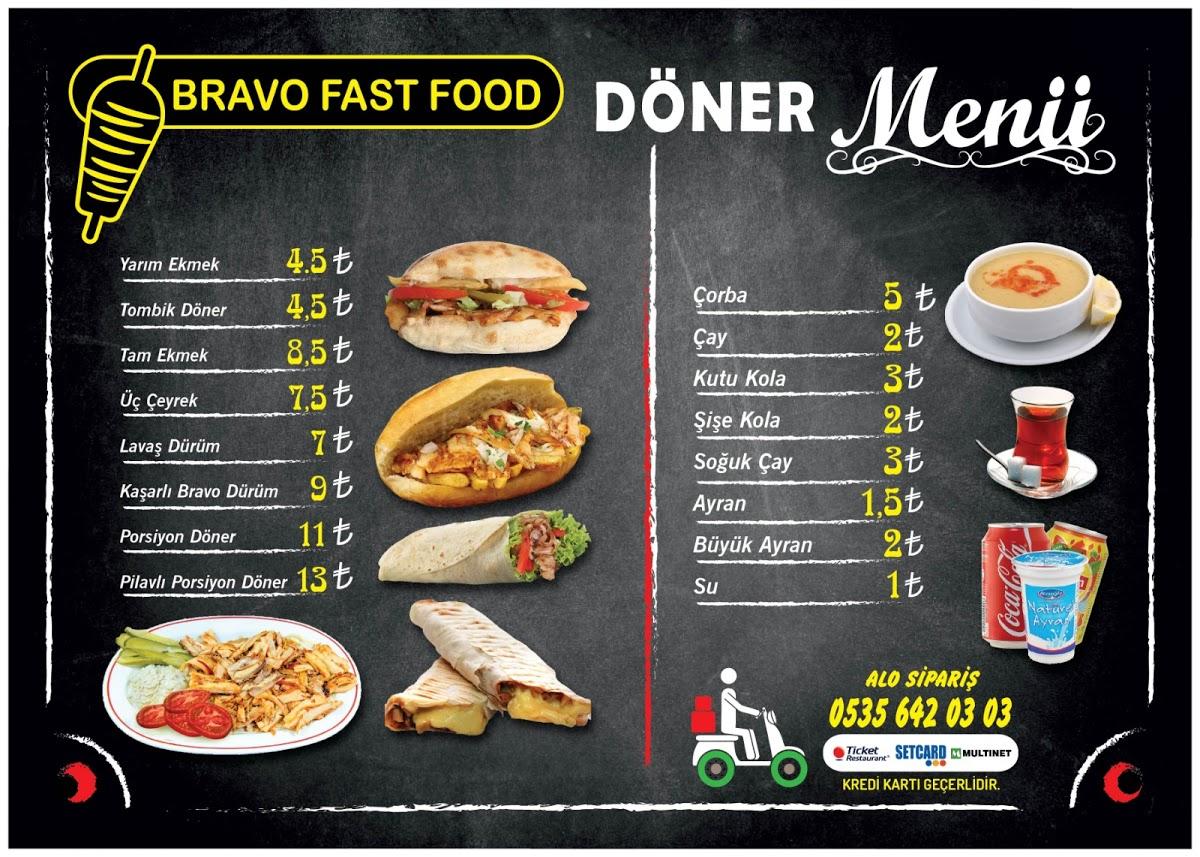 BRAVO FAST FOOD
DÖNER Menü
Yarım Ekmek 4.5 ₺
Tombik Döner 4,5 ₺
Tam Ekmek 8,5 ₺
Üç Çeyrek 7,5 ₺
Lavaş Dürüm 7 ₺
Kaşarlı Bravo Dürüm 9 ₺
Porsiyon Döner 11 ₺
Pilavlı Porsiyon Döner 13 ₺
Çorba 5 ₺
Çay 2 ₺
Kutu Kola 3 ₺
Şişe Kola 2 ₺
Soğuk Çay 3 ₺
Ayran 1,5 ₺
Büyük Ayran 2 ₺
Su 1 ₺
Coca-Cola
Natürel
Ayran
ALO SİPARİŞ
0535 642 03 03
Ticket Restaurant® SETCARD MULTINET
KREDİ KARTI GEÇERLİDİR.